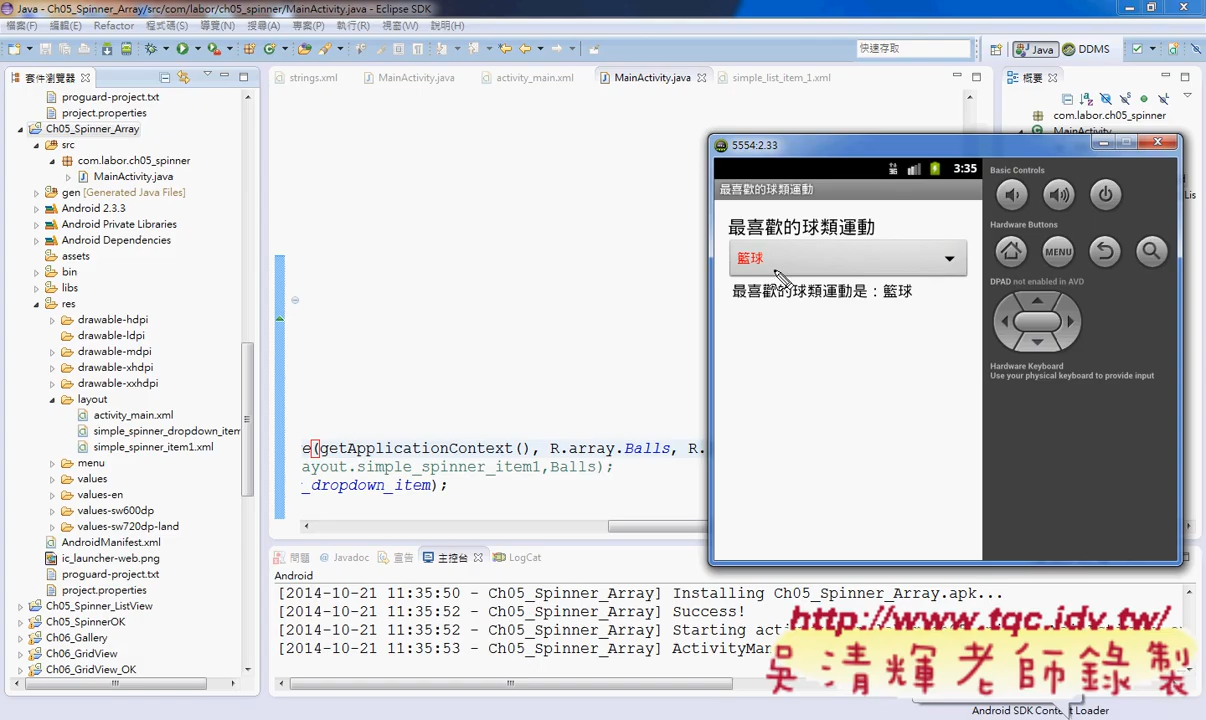 Java - Ch05_Spinner_Array/src/com/labor/ch05_spinner/MainActivity.java - Eclipse SDK
檔案(F) 編輯(E) Refactor 程式碼(S) 導覽(N) 搜尋(A) 專案(P) 執行(R) 視窗(W) 說明(H)
快速存取
Java
DDMS
套件瀏覽器
strings.xml
MainActivity.java
activity_main.xml
MainActivity.java
simple_list_item_1.xml
概要
proguard-project.txt
project.properties
Ch05_Spinner_Array
src
com.labor.ch05_spinner
MainActivity.java
gen [Generated Java Files]
Android 2.3.3
Android Private Libraries
Android Dependencies
assets
bin
libs
res
drawable-hdpi
drawable-ldpi
drawable-mdpi
drawable-xhdpi
drawable-xxhdpi
layout
activity_main.xml
simple_spinner_dropdown_item
simple_spinner_item1.xml
menu
values
values-en
values-sw600dp
values-sw720dp-land
AndroidManifest.xml
ic_launcher-web.png
proguard-project.txt
project.properties
Ch05_Spinner_ListView
Ch05_SpinnerOK
Ch06_Gallery
Ch06_GridView
Ch06_GridView_OK
e(getApplicationContext(), R.array.Balls, R.
ayout.simple_spinner_item1,Balls);
_dropdown_item);
com.labor.ch05_spinner
MainActivity
5554:2.33
3:35
最喜歡的球類運動
最喜歡的球類運動
籃球
最喜歡的球類運動是：籃球
Basic Controls
Hardware Buttons
MENU
DPAD not enabled in AVD
Hardware Keyboard
Use your physical keyboard to provide input
問題
Javadoc
宣告
主控台
LogCat
Android
[2014-10-21 11:35:50 - Ch05_Spinner_Array] Installing Ch05_Spinner_Array.apk...
[2014-10-21 11:35:52 - Ch05_Spinner_Array] Success!
[2014-10-21 11:35:52 - Ch05_Spinner_Array] Starting acti
[2014-10-21 11:35:53 - Ch05_Spinner_Array] ActivityMan
http://www.tqc.idv.tw/
吳清輝老師錄製
Android SDK Content Loader